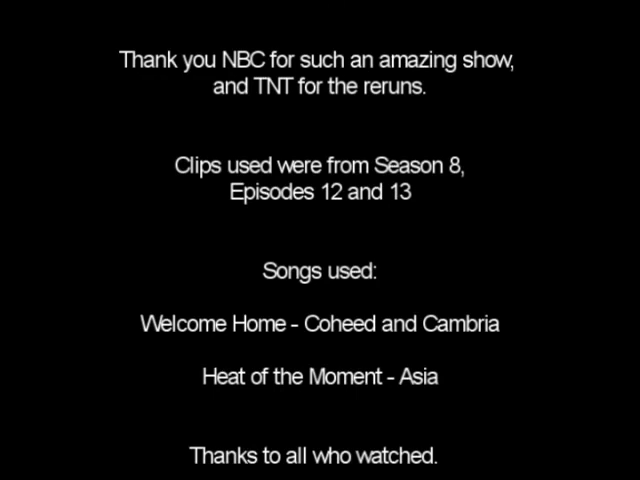 Thank you NBC for such an amazing show,
and TNT for the reruns.
Clips used were from Season 8,
Episodes 12 and 13
Songs used:
Welcome Home - Coheed and Cambria
Heat of the Moment - Asia
Thanks to all who watched.